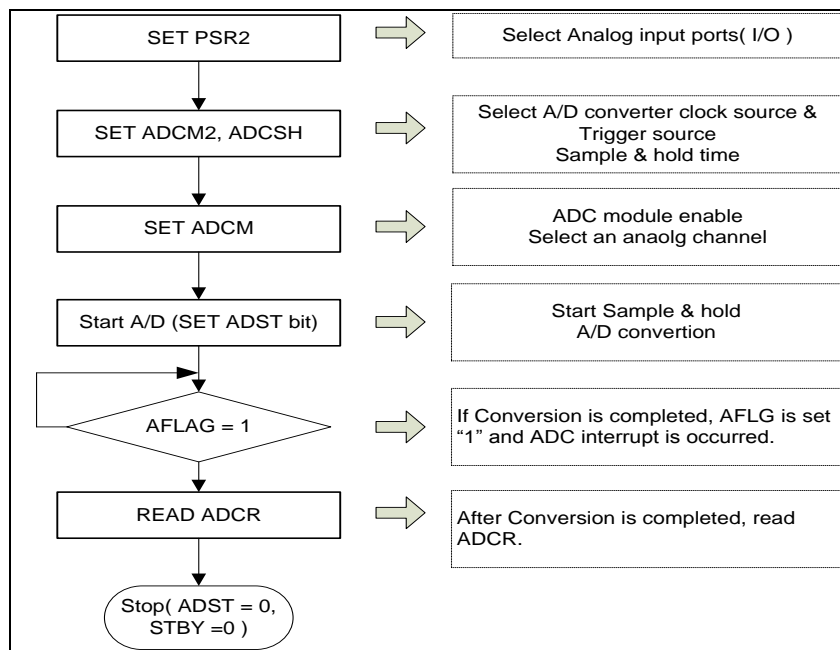 SET PSR2
Select Analog input ports( I/O )
SET ADCM2, ADCSH
Select A/D converter clock source &
Trigger source
Sample & hold time
SET ADCM
ADC module enable
Select an anaolg channel
Start A/D (SET ADST bit)
Start Sample & hold
A/D convertion
AFLAG = 1
If Conversion is completed, AFLG is set
“1” and ADC interrupt is occurred.
READ ADCR
After Conversion is completed, read
ADCR.
Stop( ADST = 0,
STBY =0 )